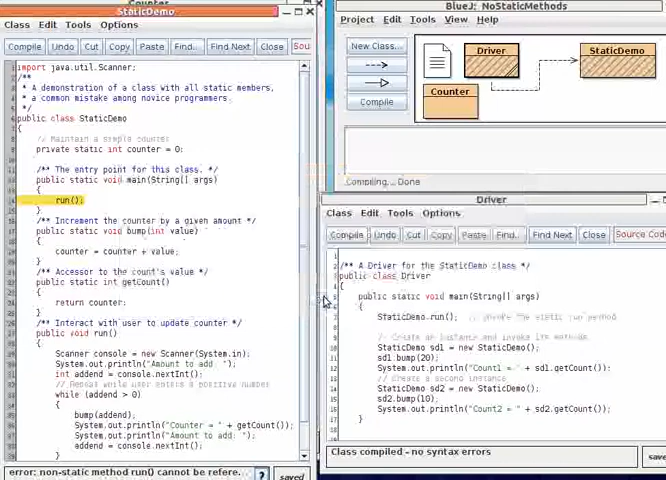 Counter
StaticDemo
Class Edit Tools Options
Compile Undo Cut Copy Paste Find... Find Next Close Sou
import java.util.Scanner;
/**
* A demonstration of a class with all static members,
* a common mistake among novice programmers.
public class StaticDemo
{
// Maintain a simple counter
private static int counter = 0;
/** The entry point for this class. */
public static void main(String[] args)
{
run();
}
/** Increment the counter by a given amount */
public static void bump(int value)
{
counter = counter + value;
}
/** Accessor to the count's value */
public static int getCount()
{
return counter;
}
/** Interact with user to update counter */
public void run()
{
Scanner console = new Scanner(System.in);
System.out.println("Amount to add: ");
int addend = console.nextInt();
// Repeat while user enters a positive number
while (addend > 0)
{
bump(addend);
System.out.println("Counter = " + getCount());
System.out.println("Amount to add: ");
addend = console.nextInt();
}
error: non-static method run() cannot be refere... ? saved
BlueJ: NoStaticMethods
Project Edit Tools View Help
New Class...
Compile
Driver
StaticDemo
Counter
Compiling... Done
Driver
Class Edit Tools Options
Compile Undo Cut Copy Paste Find... Find Next Close Source Code
/** A Driver for the StaticDemo class */
public class Driver
{
public static void main(String[] args)
{
StaticDemo.run(); // Invoke the static run method
// Create an instance and invoke its methods
StaticDemo sd1 = new StaticDemo();
sd1.bump(20);
System.out.println("Count1 = " + sd1.getCount());
// Create a second instance
StaticDemo sd2 = new StaticDemo();
sd2.bump(10);
System.out.println("Count2 = " + sd2.getCount());
}
Class compiled - no syntax errors
save